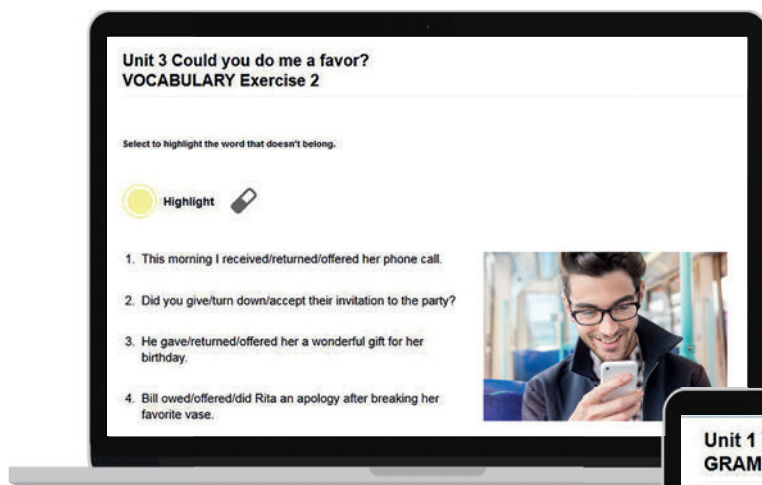 Unit 3 Could you do me a favor?
VOCABULARY Exercise 2
Select to highlight the word that doesn't belong.
Highlight
1. This morning I received/returned/offered her phone call.
2. Did you give/turn down/accept their invitation to the party?
3. He gave/returned/offered her a wonderful gift for her
birthday.
4. Bill owed/offered/did Rita an apology after breaking her
favorite vase.
Unit 1
GRAM